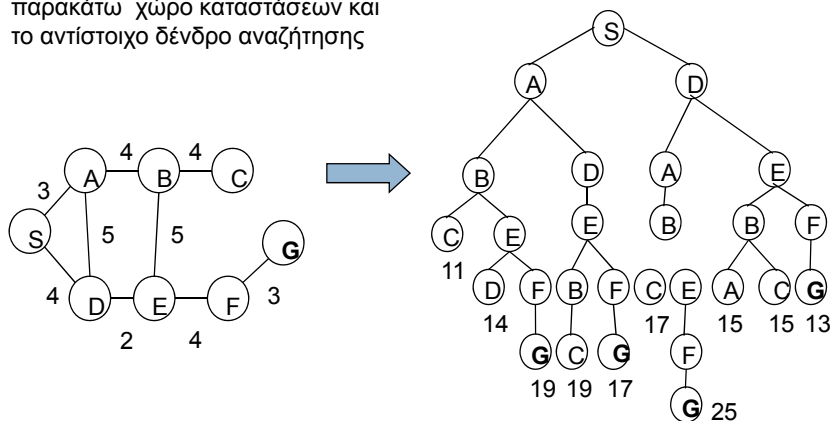 παρακάτω χώρο καταστάσεων και
το αντίστοιχο δένδρο αναζήτησης
S
A D
4 4
A B C
3
B D A E
S 5 5 G
C E E B B F
11
4 D E F 3
2 4
D F B F C E A C G
14 17 15 15 13
G C G F
19 19 17
G 25